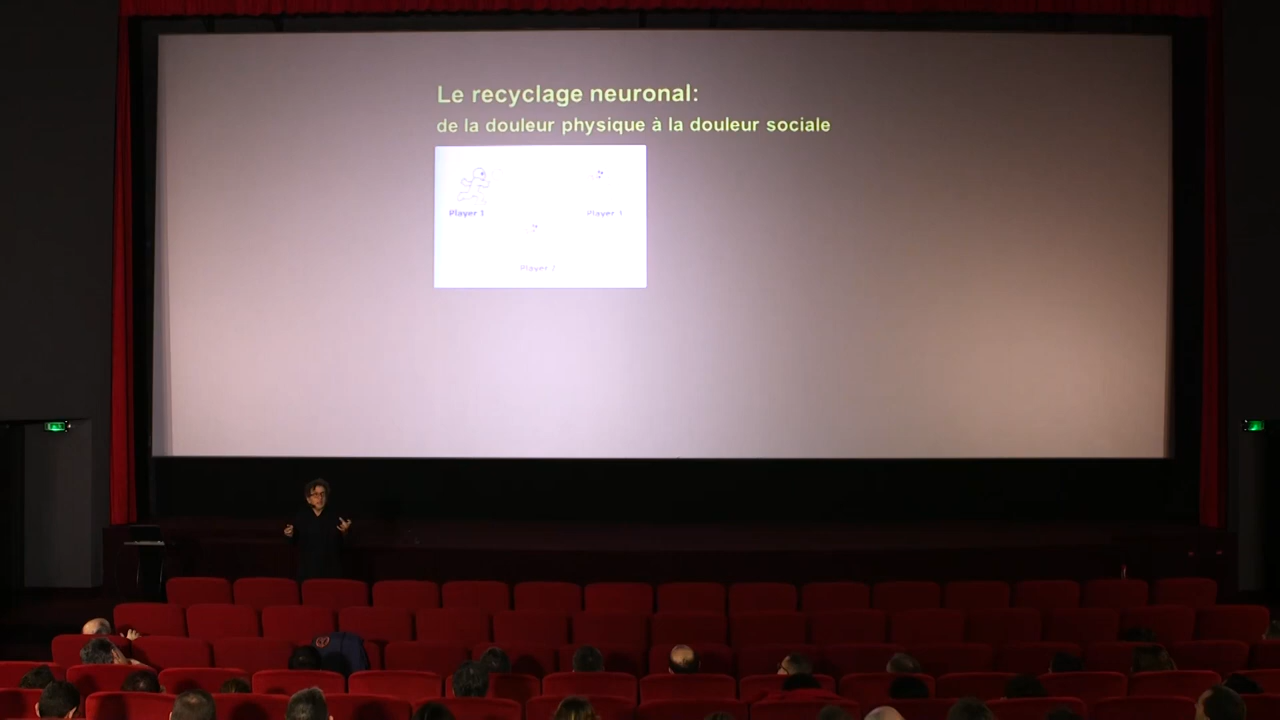 Le recyclage neuronal:
de la douleur physique à la douleur sociale
Player 1
Player 3
Player 2